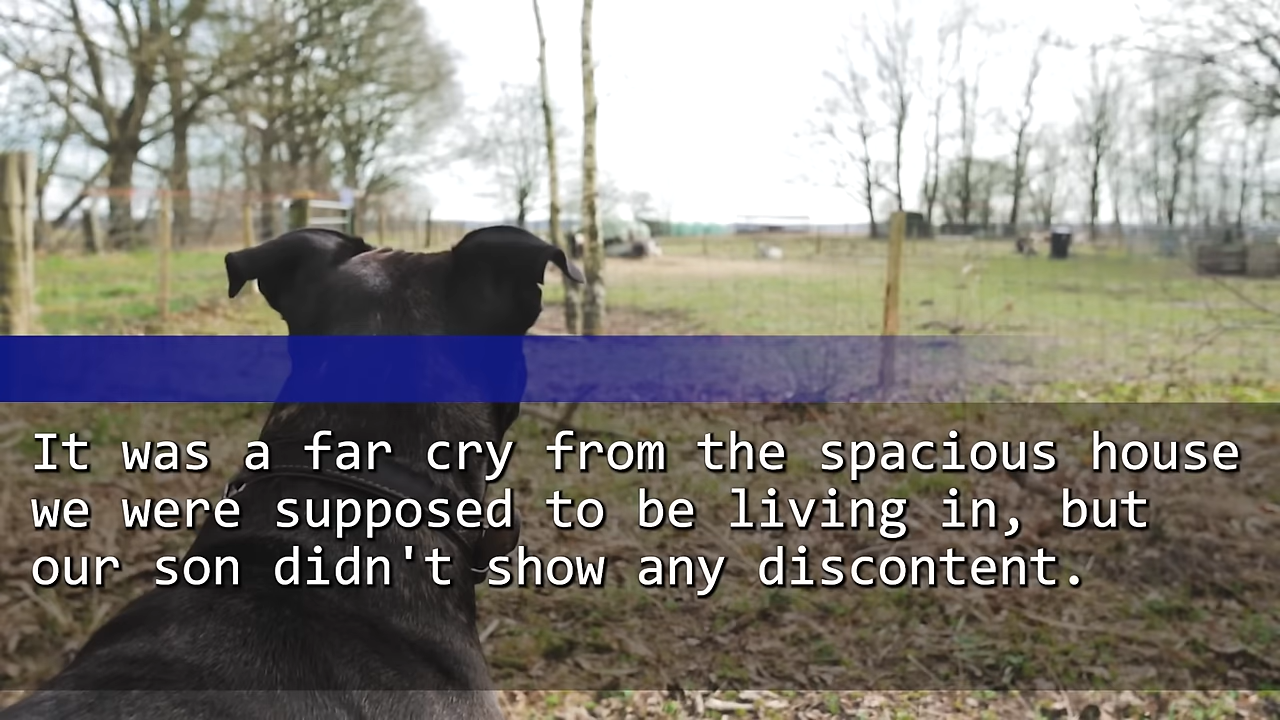 It was a far cry from the spacious house
we were supposed to be living in, but
our son didn't show any discontent.